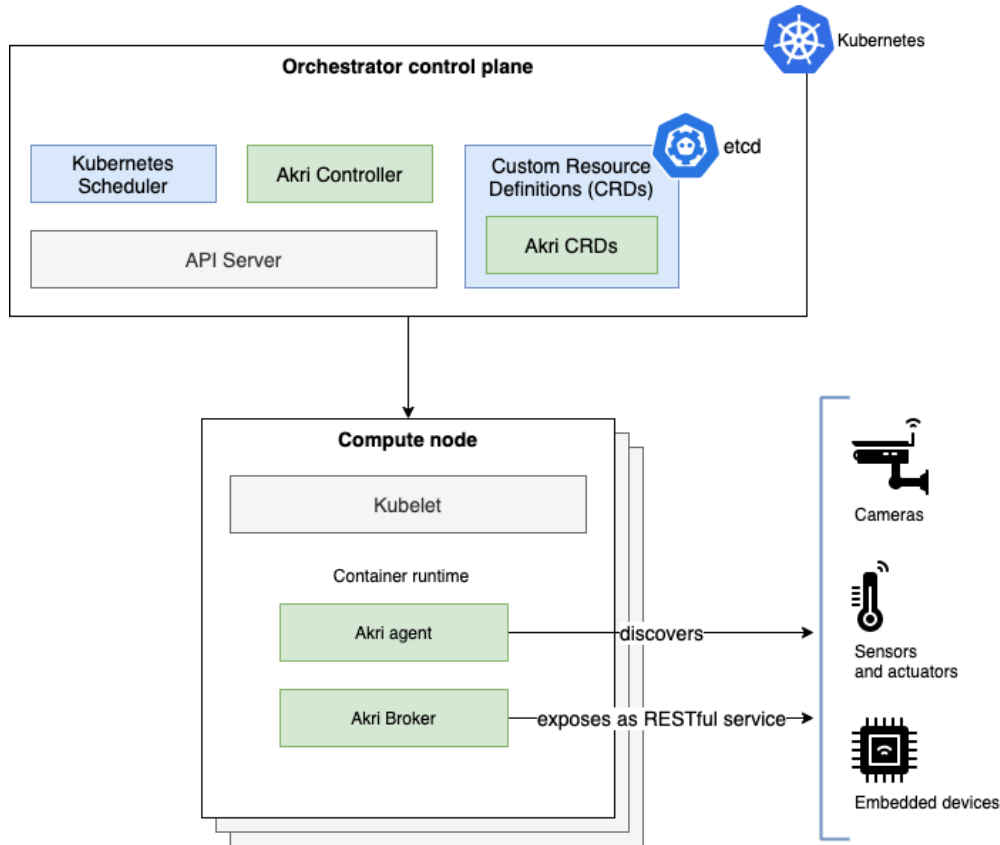 Kubernetes
Orchestrator control plane
Kubernetes
Scheduler
Akri Controller
Custom Resource
Definitions (CRDs)
etcd
Akri CRDs
API Server
Compute node
Kubelet
Container runtime
Akri agent
discovers
Akri Broker
exposes as RESTful service
Cameras
Sensors
and actuators
Embedded devices